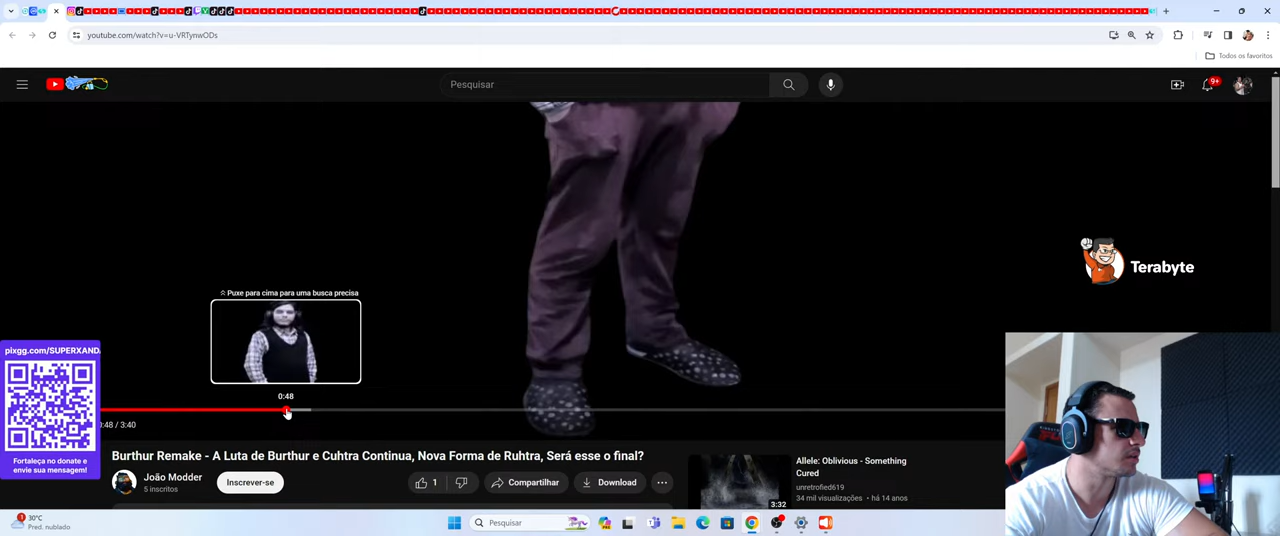 youtube.com/watch?v=u-VRTynwODs
Todos os favoritos
Pesquisar
9+
Terabyte
Puxe para cima para uma busca precisa
pixgg.com/SUPERXAND
0:48
0:48 / 3:40
Fortaleça no donate e
envie sua mensagem!
Burthur Remake - A Luta de Burthur e Cuhtra Continua, Nova Forma de Ruhtra, Será esse o final?
João Modder
5 inscritos
Inscrever-se
1
Compartilhar
Download
Allele: Oblivious - Something
Cured
unretrofied619
34 mil visualizações • há 14 anos
3:32
1
30°C
Pred. nublado
Pesquisar